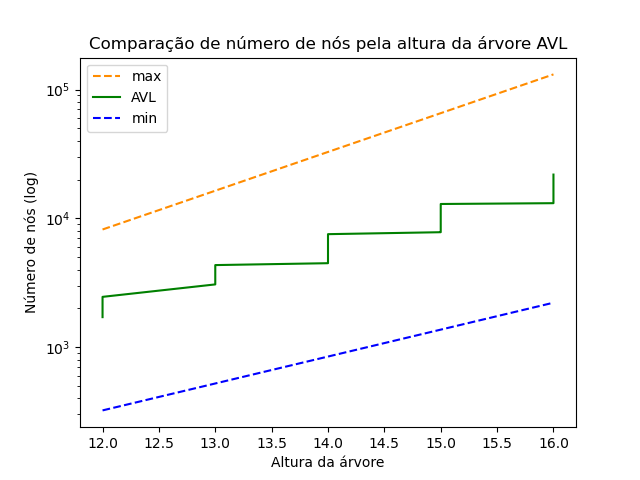 Comparação de número de nós pela altura da árvore AVL
max
AVL
min
Número de nós (log)
10⁵
10⁴
10³
12.0 12.5 13.0 13.5 14.0 14.5 15.0 15.5 16.0
Altura da árvore